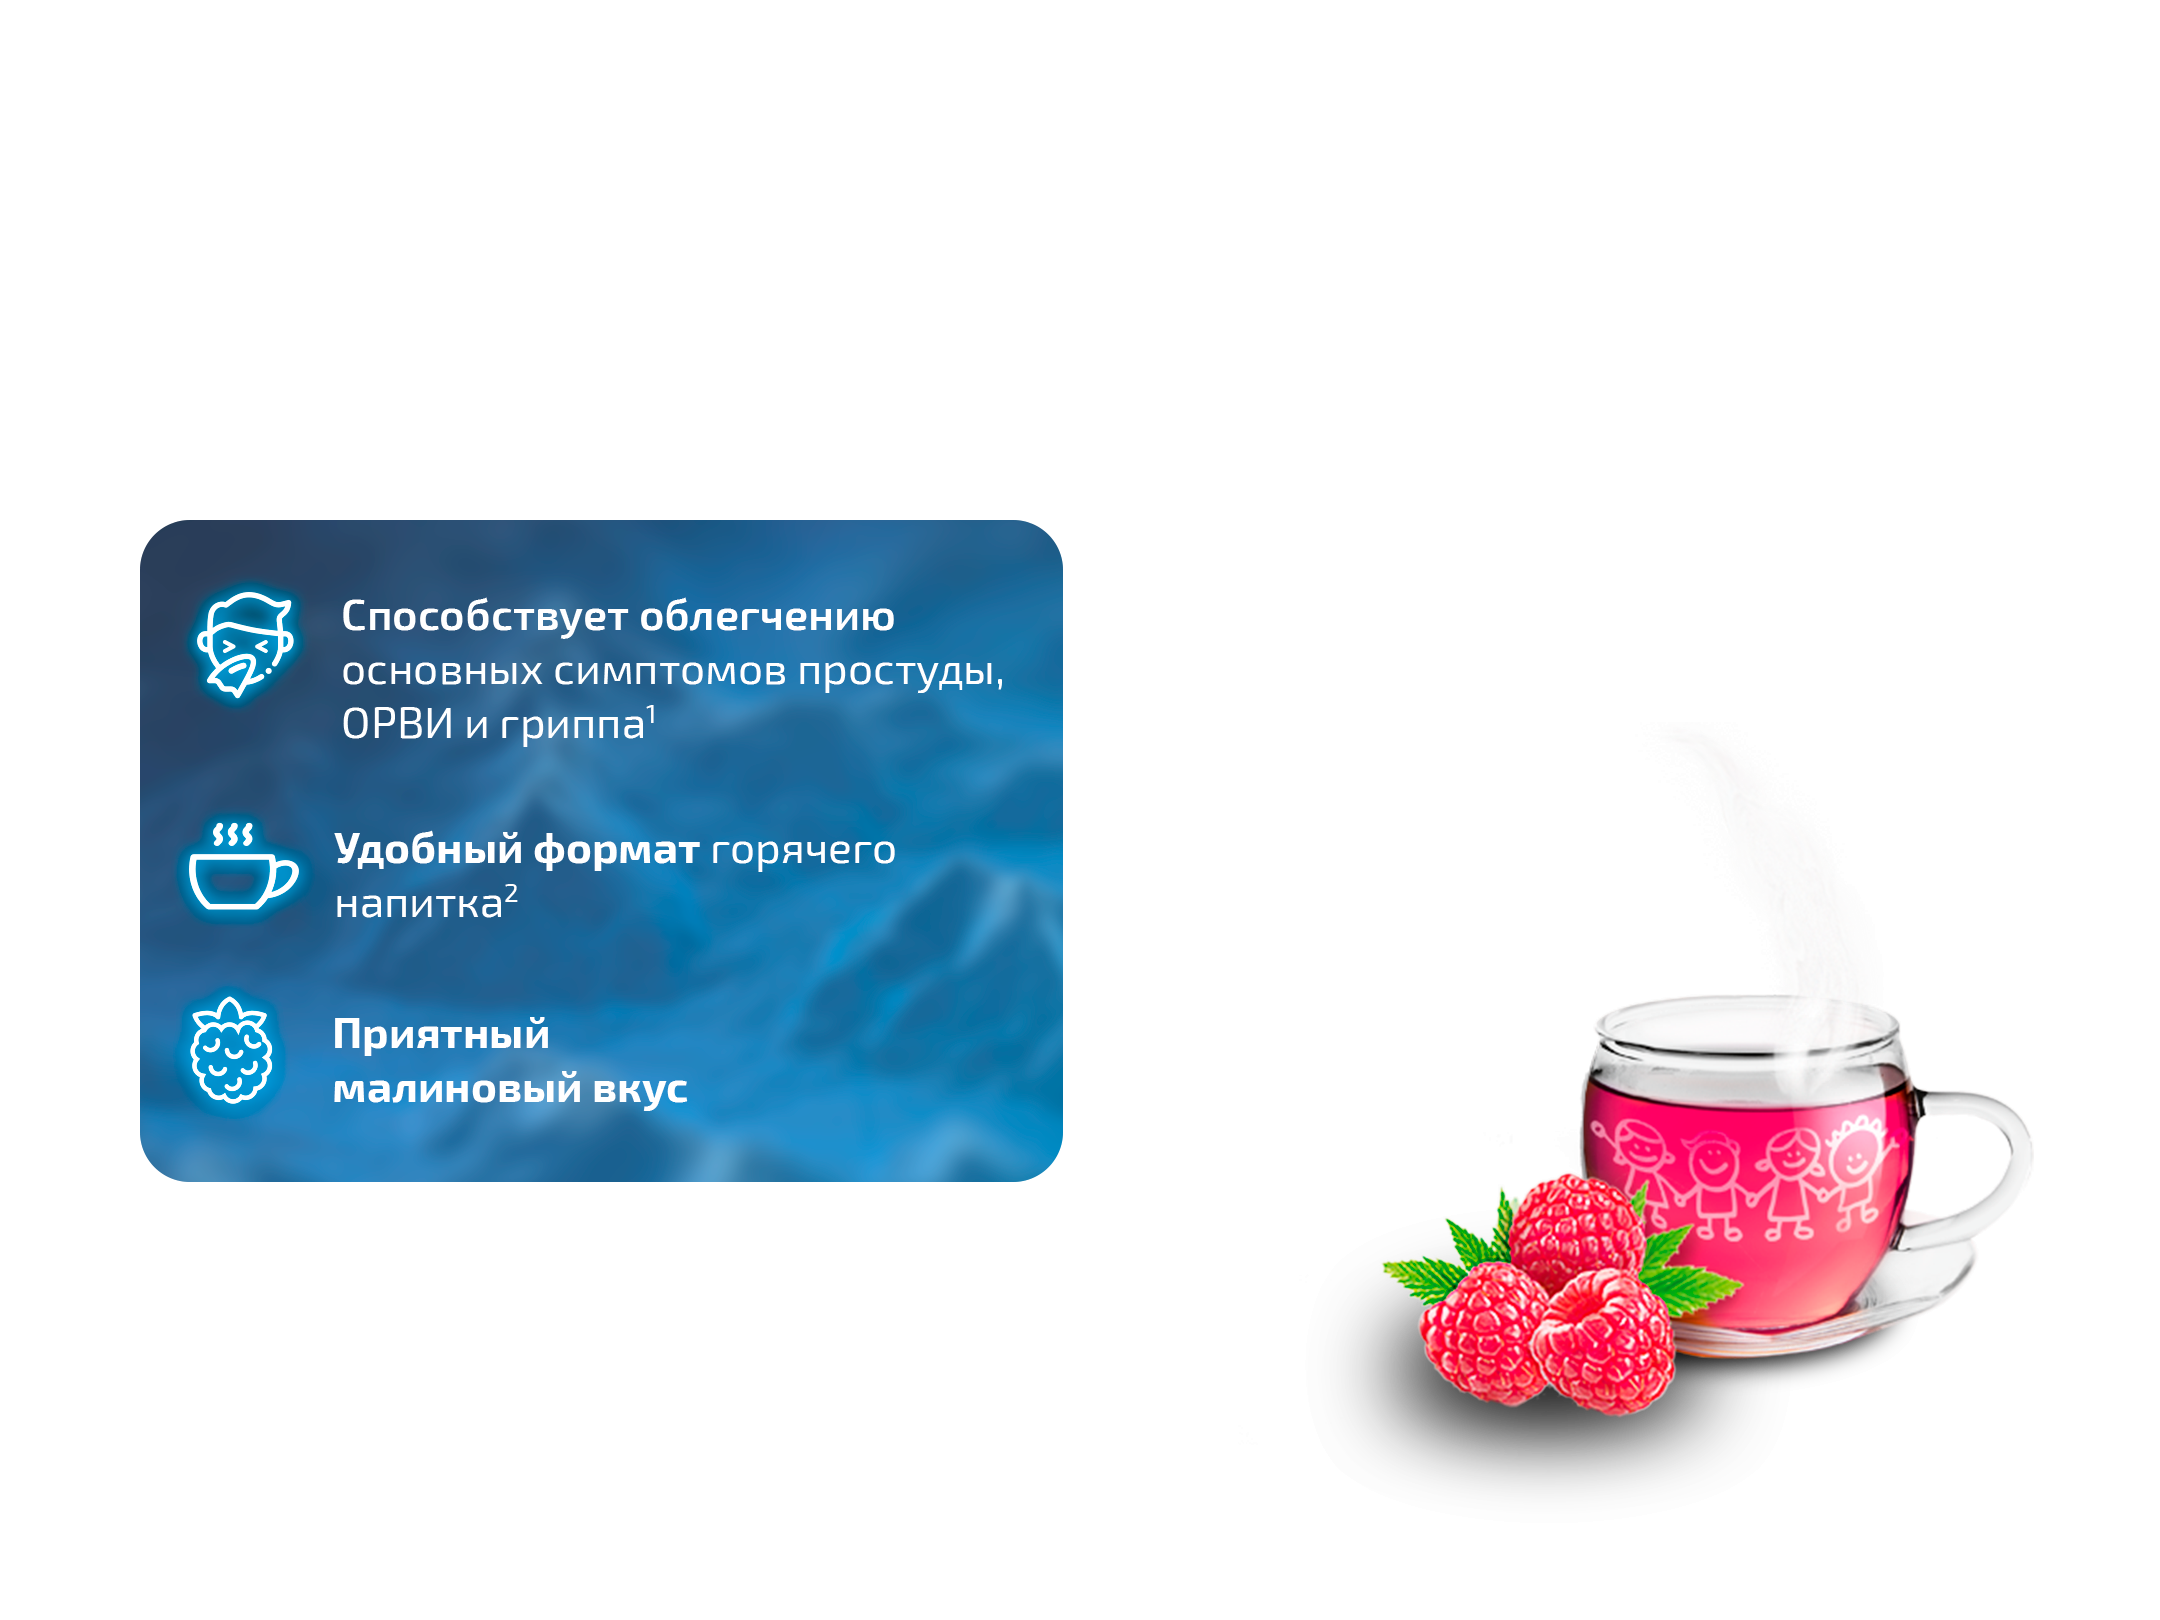 Способствует облегчению
основных симптомов простуды,
ОРВИ и гриппа¹
Удобный формат горячего
напитка²
Приятный
малиновый вкус